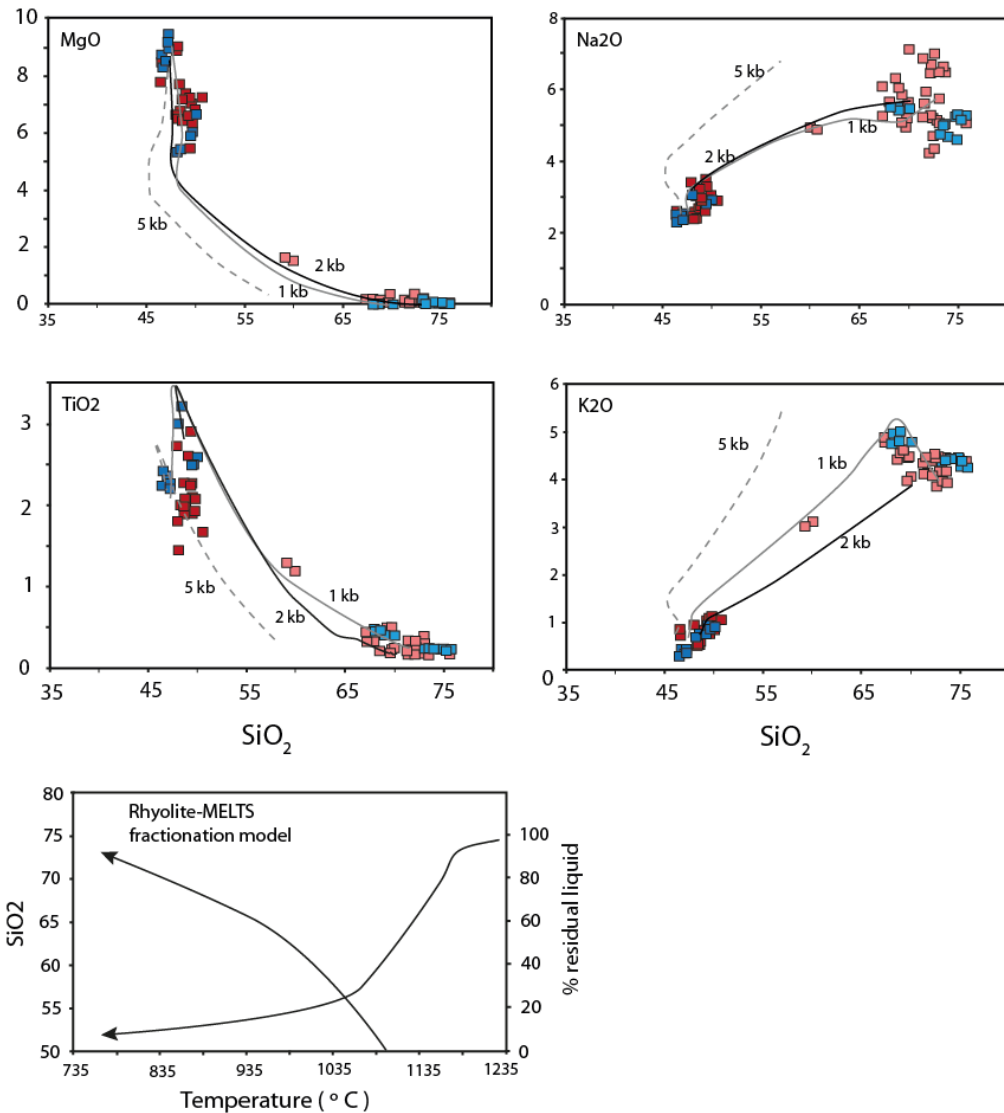 10
8
6
4
2
0
MgO
5 kb
1 kb
2 kb
35
45
55
65
75
8
6
4
2
0
Na2O
5 kb
2 kb
1 kb
35
45
55
65
75
3
2
1
0
TiO2
5 kb
2 kb
1 kb
35
45
55
65
75
SiO2
6
5
4
3
2
1
0
K2O
5 kb
1 kb
2 kb
35
45
55
65
75
SiO2
80
75
70
65
60
55
50
SiO2
Rhyolite-MELTS
fractionation model
100
80
60
40
20
0
% residual liquid
735
835
935
1035
1135
1235
Temperature ( º C )